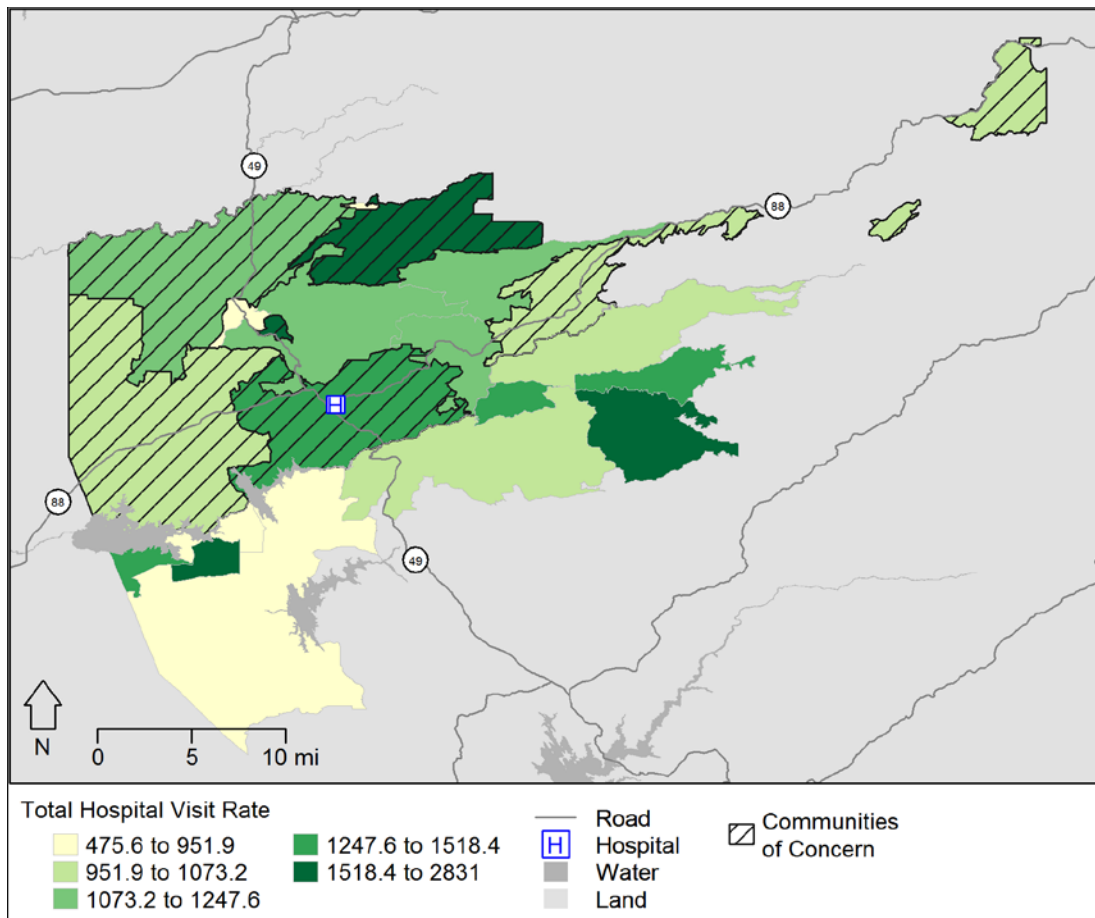 49
88
88
49
N
0 5 10 mi
Total Hospital Visit Rate
475.6 to 951.9
951.9 to 1073.2
1073.2 to 1247.6
1247.6 to 1518.4
1518.4 to 2831
Road
H Hospital
Water
Land
Communities
of Concern
H